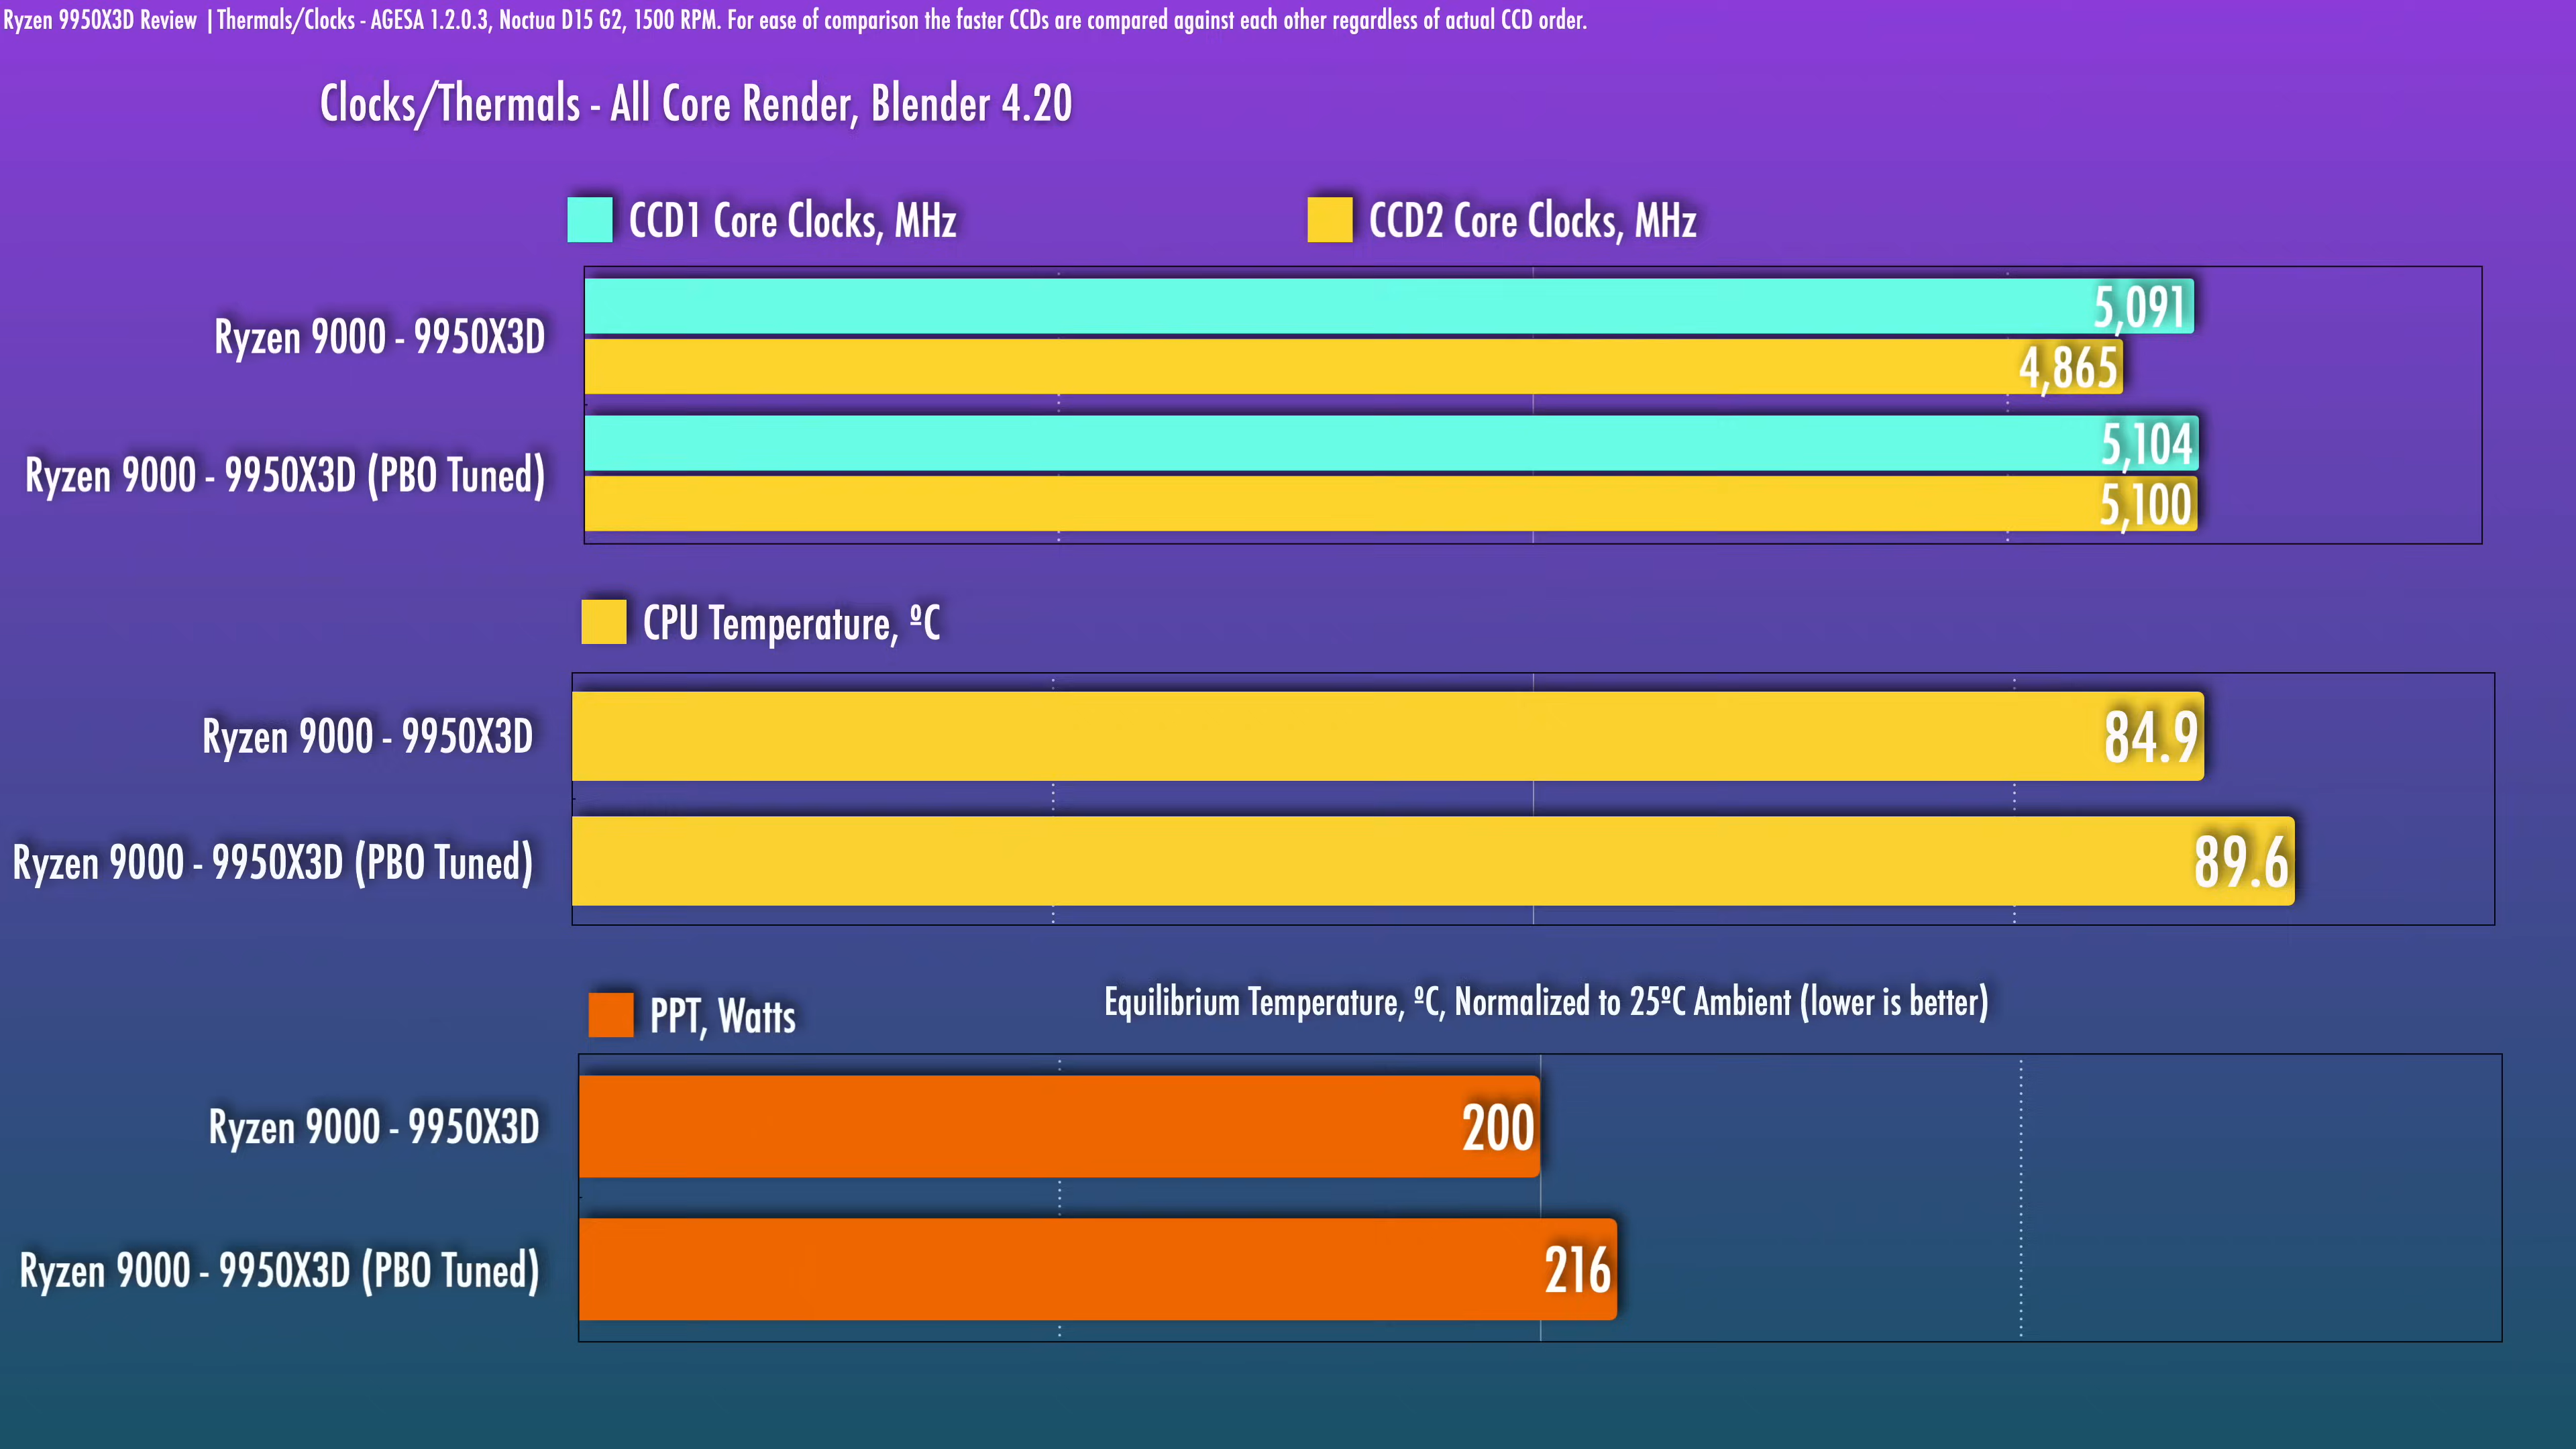 Ryzen 9950X3D Review | Thermals/Clocks - AGESA 1.2.0.3, Noctua D15 G2, 1500 RPM. For ease of comparison the faster CCDs are compared against each other regardless of actual CCD order.
Clocks/Thermals - All Core Render, Blender 4.20
CCD1 Core Clocks, MHz
CCD2 Core Clocks, MHz
Ryzen 9000 - 9950X3D
5,091
4,865
Ryzen 9000 - 9950X3D (PBO Tuned)
5,104
5,100
CPU Temperature, ºC
Ryzen 9000 - 9950X3D
84.9
Ryzen 9000 - 9950X3D (PBO Tuned)
89.6
PPT, Watts
Equilibrium Temperature, ºC, Normalized to 25ºC Ambient (lower is better)
Ryzen 9000 - 9950X3D
200
Ryzen 9000 - 9950X3D (PBO Tuned)
216